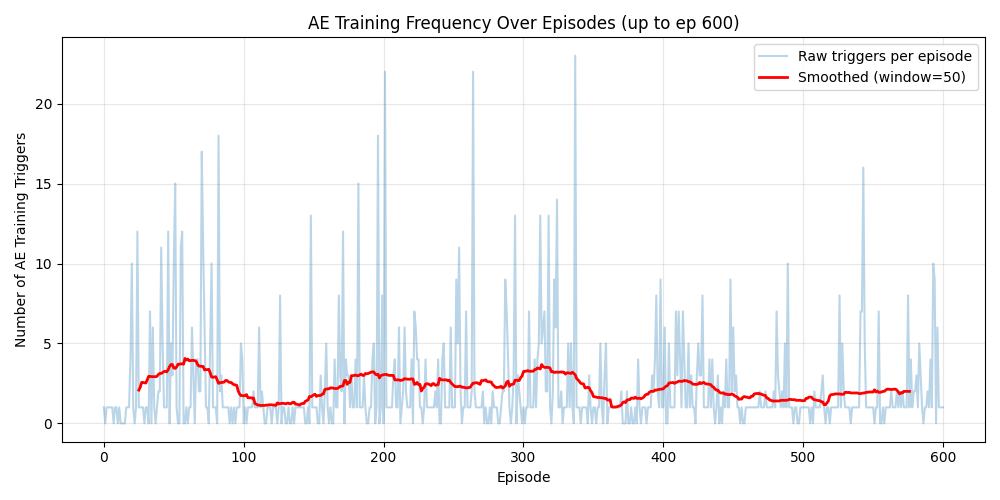 AE Training Frequency Over Episodes (up to ep 600)
Raw triggers per episode
Smoothed (window=50)
Number of AE Training Triggers
20
15
10
5
0
0 100 200 300 400 500 600
Episode